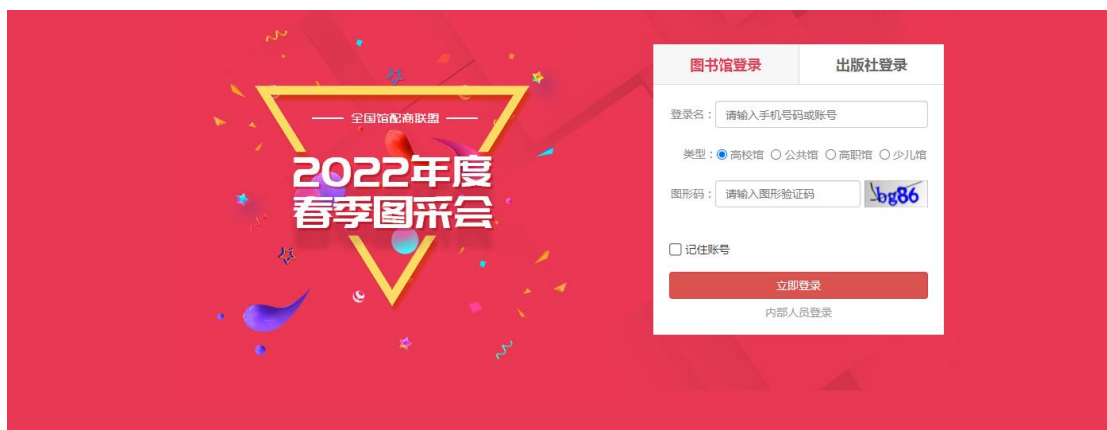 全国馆配商联盟
2022年度
春季图采会
图书馆登录
出版社登录
登录名： 请输入手机号码或账号
类型： 高校馆 公共馆 高职馆 少儿馆
图形码： 请输入图形验证码 bg86
记住账号
立即登录
内部人员登录